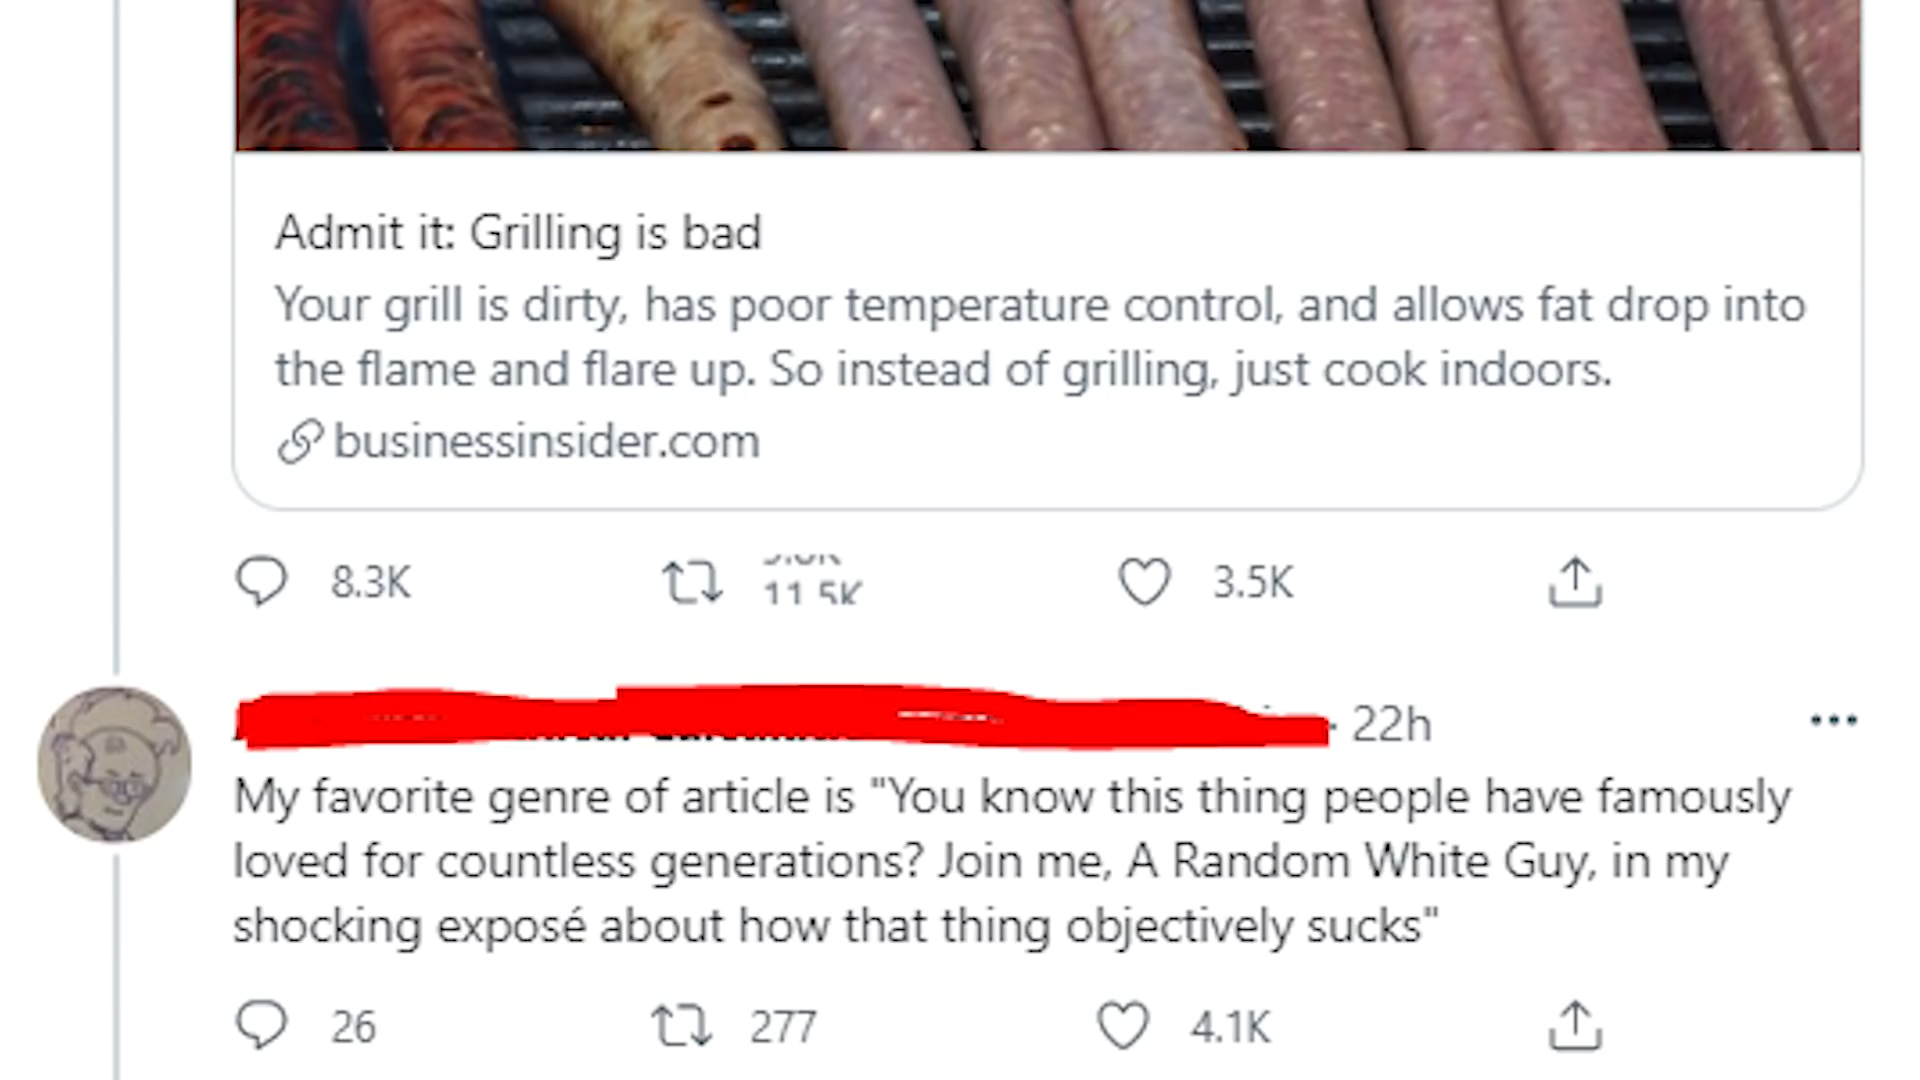 Admit it: Grilling is bad
Your grill is dirty, has poor temperature control, and allows fat drop into
the flame and flare up. So instead of grilling, just cook indoors.
businessinsider.com
8.3K 11.5K 3.5K
· 22h
My favorite genre of article is "You know this thing people have famously
loved for countless generations? Join me, A Random White Guy, in my
shocking exposé about how that thing objectively sucks"
26 277 4.1K